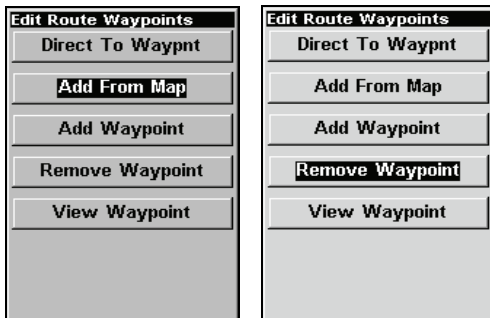 Edit Route Waypoints
Direct To Waypnt
Add From Map
Add Waypoint
Remove Waypoint
View Waypoint
Edit Route Waypoints
Direct To Waypnt
Add From Map
Add Waypoint
Remove Waypoint
View Waypoint